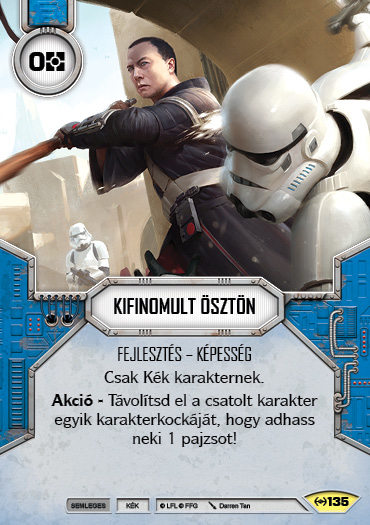 0
KIFINOMULT ÖSZTÖN
FEJLESZTÉS – KÉPESSÉG
Csak Kék karakternek.
Akció - Távolítsd el a csatolt karakter
egyik karakterkockáját, hogy adhass
neki 1 pajzsot!
SEMLEGES KÉK © LFL © FFG Darren Tan 135